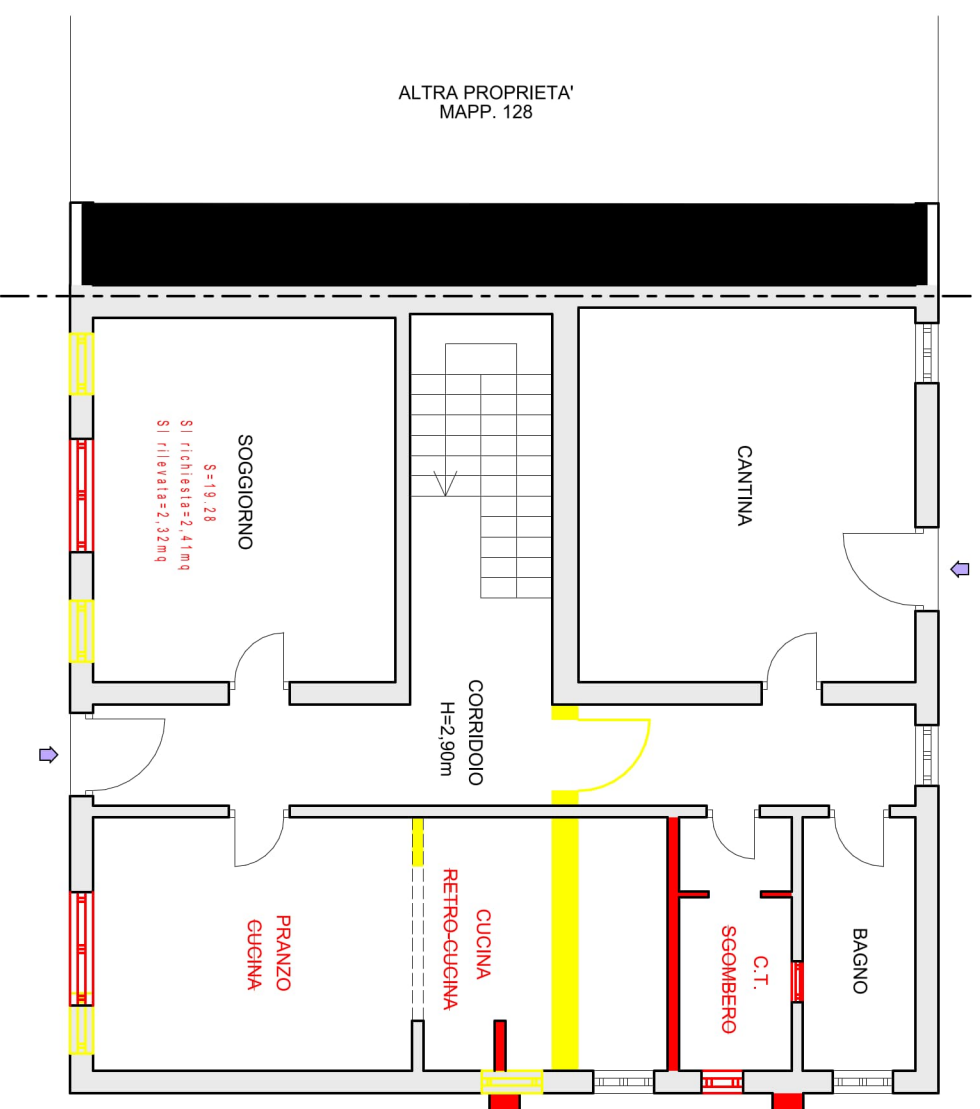 ALTRA PROPRIETA'
MAPP. 128
SOGGIORNO
S=19.28
SI richiesta=2,41mq
SI rilevata=2,32mq
CANTINA
CORRIDOIO
H=2,90m
PRANZO
CUCINA
CUCINA
RETRO-CUCINA
C.T.
SGOMBERO
BAGNO